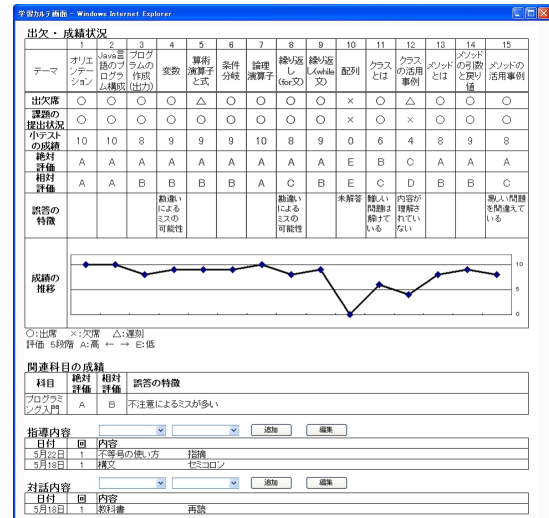 学習カルテ画面 - Windows Internet Explorer
出欠・成績状況
1 2 3 4 5 6 7 8 9 10 11 12 13 14 15
テーマ オリエンテーション Java言語のプログラム構成 プログラムの作成(出力) 変数 算術演算子と式 条件分岐 論理演算子 繰り返し(for文) 繰り返し(while文) 配列 クラスとは クラスの活用事例 メソッドとは メソッドの引数と戻り値 メソッドの活用事例
出欠席 ○ ○ ○ ○ △ ○ ○ ○ ○ × ○ △ ○ ○ ○
課題の提出状況 ○ ○ ○ ○ ○ ○ ○ ○ ○ × ○ × ○ ○ ○
小テストの成績 10 10 8 9 9 9 10 8 9 0 6 4 8 9 8
絶対評価 A A A A A A A A A E B C A A A
相対評価 A A B B B B A C B E C D B B C
誤答の特徴 勘違いによるミスの可能性 勘違いによるミスの可能性 未解答 難しい問題は解けている 内容が理解されていない 易しい問題を間違えている
成績の推移 10 5 0
○:出席 ×:欠席 △:遅刻
評価 5段階 A:高 ← → E:低
関連科目の成績
科目 絶対評価 相対評価 誤答の特徴
プログラミング入門 A B 不注意によるミスが多い
指導内容 追加 編集
日付 回 内容
5月22日 1 不等号の使い方 指摘
5月18日 1 構文 セミコロン
対話内容 追加 編集
日付 回 内容
5月18日 1 教科書 再読